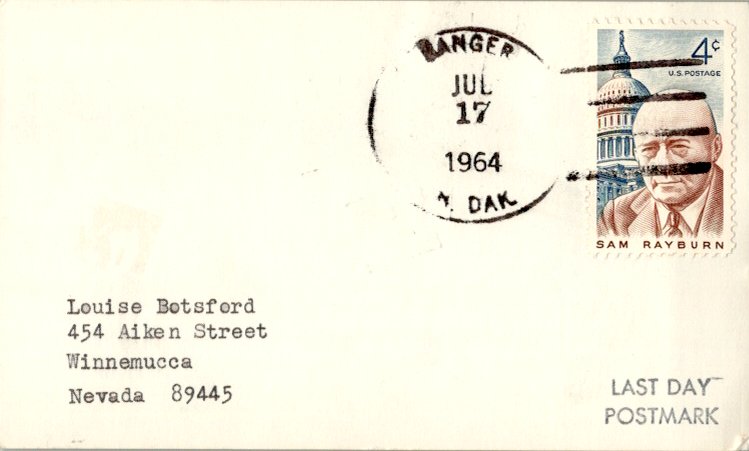 SANGER
JUL
17
1964
N. DAK
4¢
U.S. POSTAGE
SAM RAYBURN
Louise Botsford
454 Aiken Street
Winnemucca
Nevada 89445
LAST DAY
POSTMARK